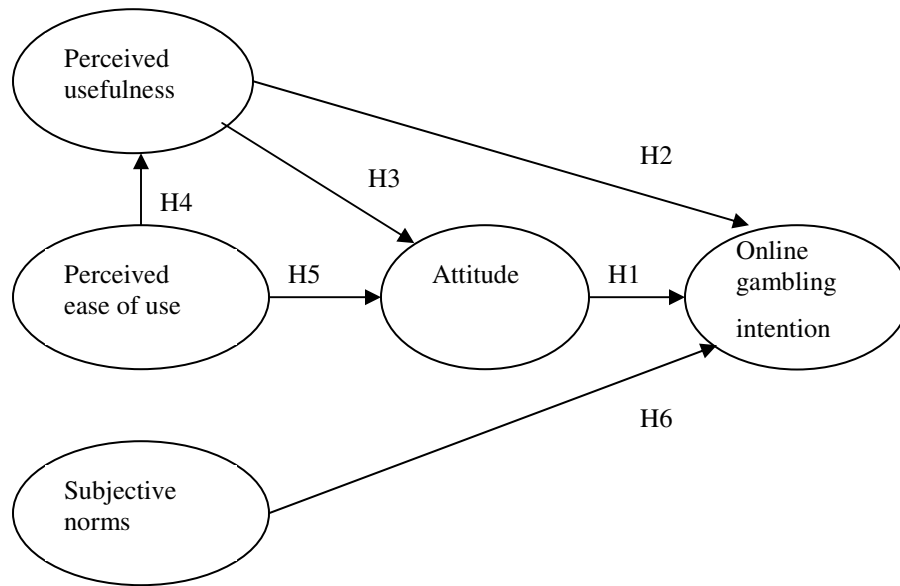 Perceived
usefulness
H2
H3
H4
Perceived
ease of use
H5
Attitude
H1
Online
gambling
intention
H6
Subjective
norms